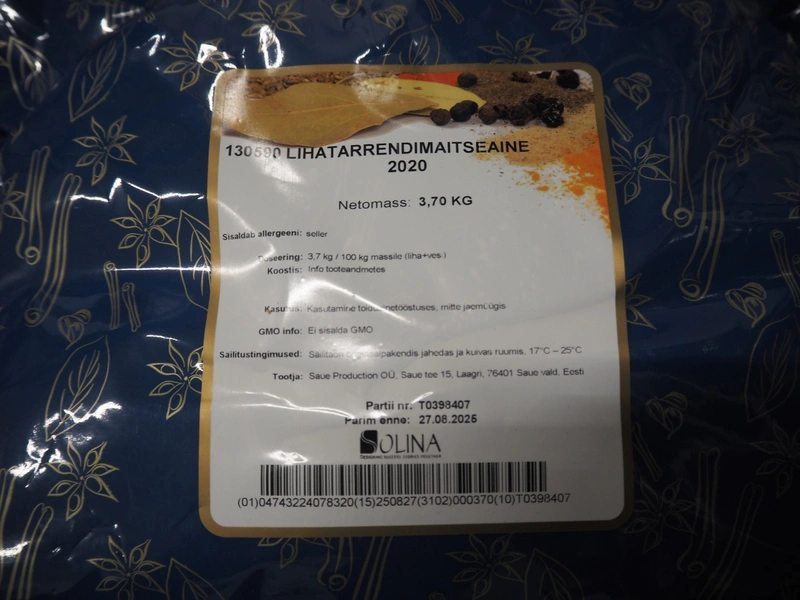 130590 LIHATARRENDIMAITSEAINE
2020
Netomass: 3,70 KG
Sisaldab allergeeni: seller
Doseering: 3,7 kg / 100 kg massile (liha+vesi)
Koostis: Info tooteandmetes
Kasutus: Kasutamine toiduainetööstuses, mitte jaemüügis
GMO info: Ei sisalda GMO
Säilitustingimused: Säilitada jahedas ja kuivas ruumis, 17°C – 25°C
Tootja: Saue Production OÜ, Saue tee 15, Laagri, 76401 Saue vald, Eesti
Partii nr: T0398407
Parim enne: 27.08.2025
SOLINA
(01)04743224078320(15)250827(3102)000370(10)T0398407